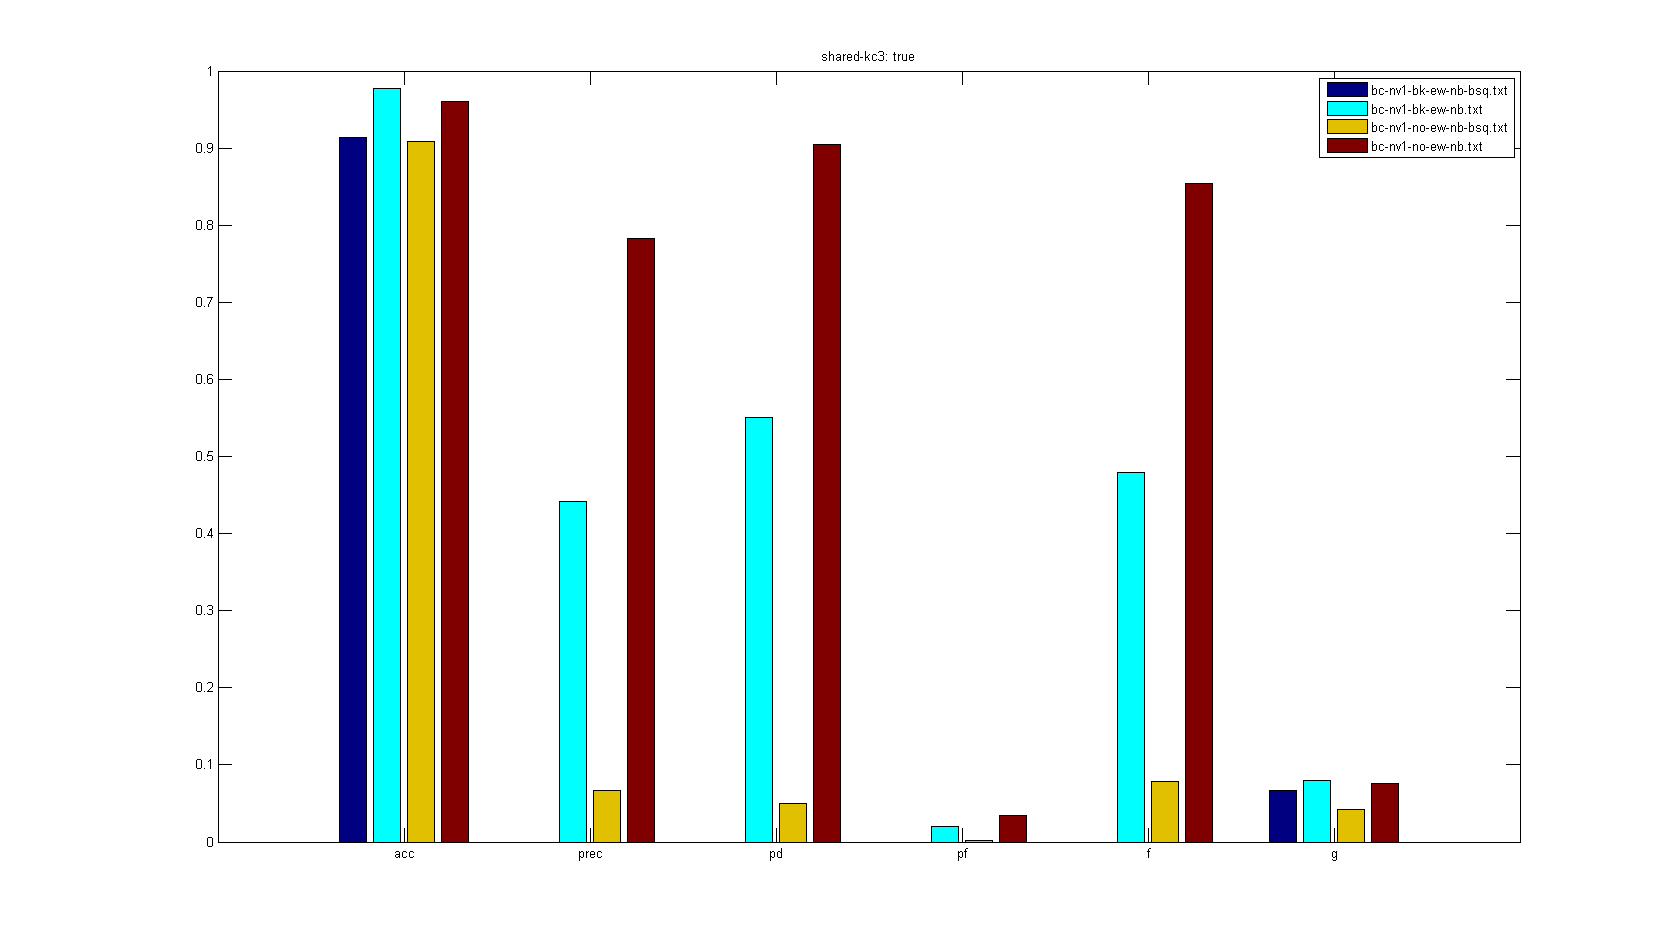 shared-kc3: true
bc-nv1-bk-ew-nb-bsq.txt
bc-nv1-bk-ew-nb.txt
bc-nv1-no-ew-nb-bsq.txt
bc-nv1-no-ew-nb.txt
1
0.9
0.8
0.7
0.6
0.5
0.4
0.3
0.2
0.1
0
acc prec pd pf f g